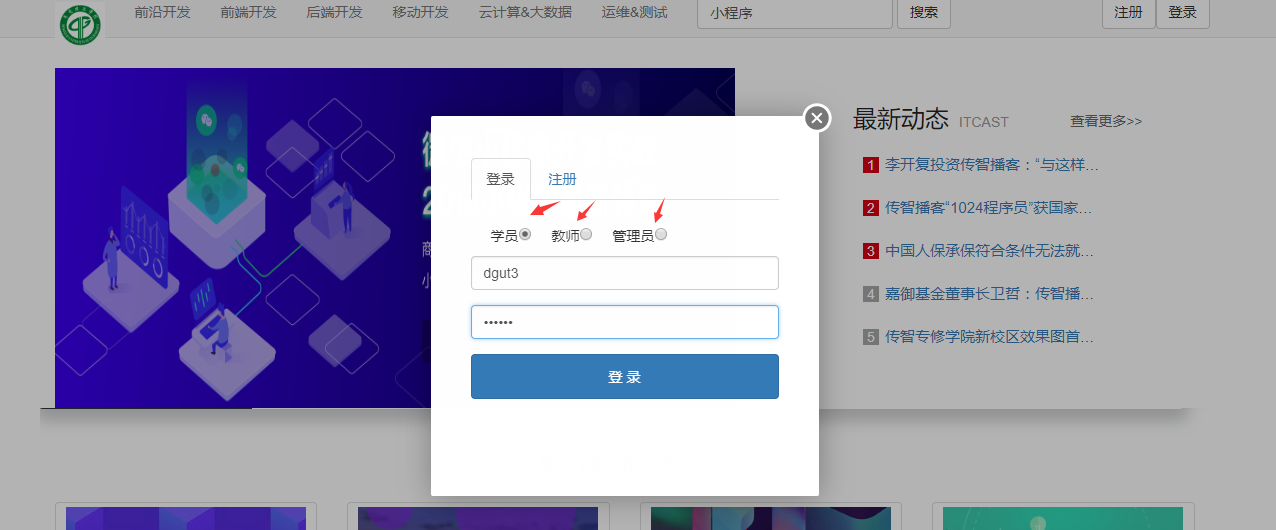 前沿开发 前端开发 后端开发 移动开发 云计算&大数据 运维&测试 小程序 搜索 注册 登录
最新动态 ITCAST 查看更多>>
1 李开复投资传智播客：“与这样...
2 传智播客“1024程序员”获国家...
3 中国人保承保符合条件无法就...
4 嘉御基金董事长卫哲：传智播...
5 传智专修学院新校区效果图首...
登录 注册
学员 教师 管理员
dgut3
••••••
登 录
2
商
小